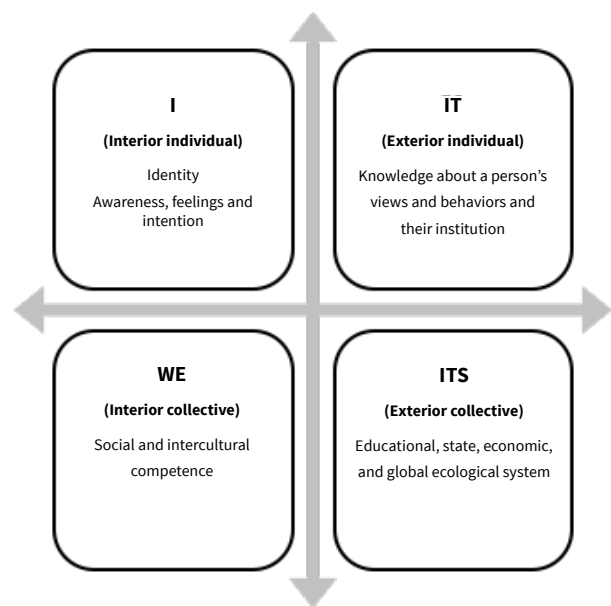 I
(Interior individual)
Identity
Awareness, feelings and
intention
IT
(Exterior individual)
Knowledge about a person’s
views and behaviors and
their institution
WE
(Interior collective)
Social and intercultural
competence
ITS
(Exterior collective)
Educational, state, economic,
and global ecological system